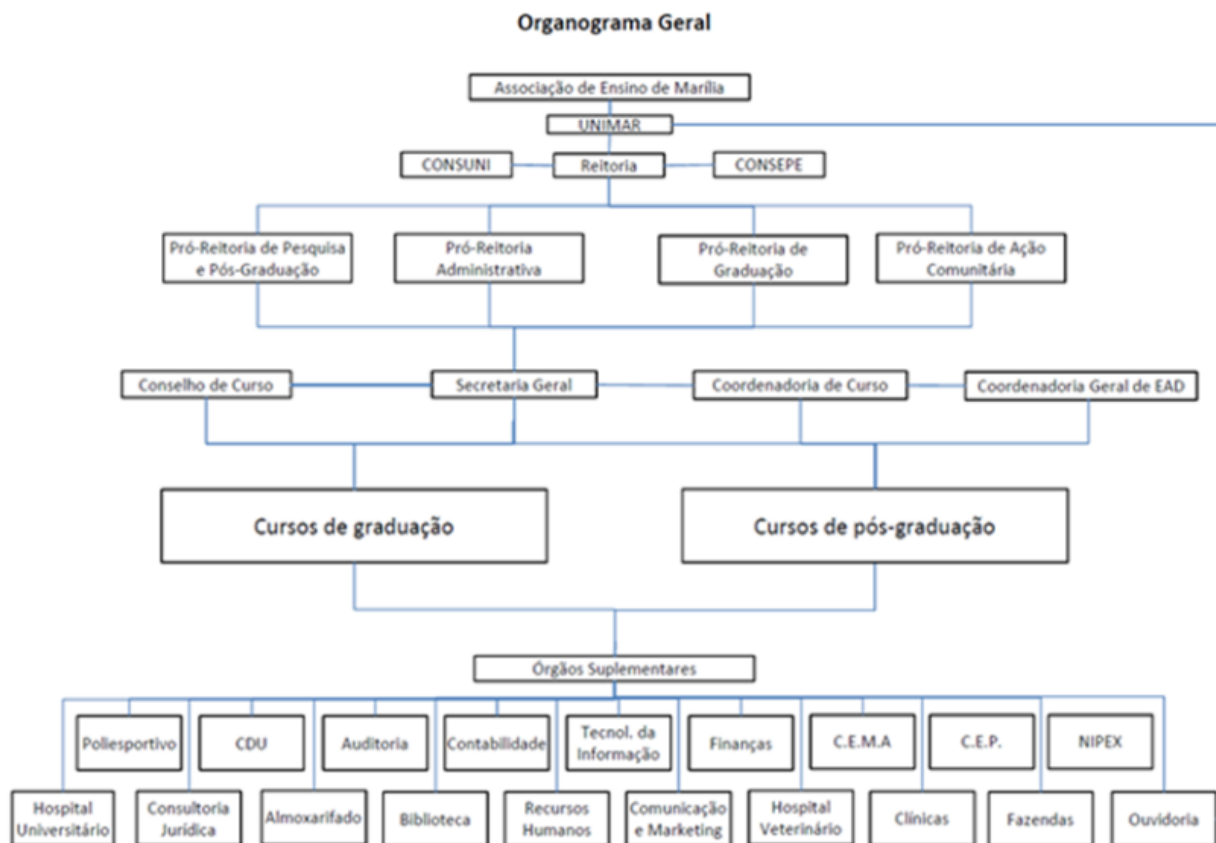 Organograma Geral
Associação de Ensino de Marília
UNIMAR
CONSUNI
Reitoria
CONSEPE
Pró-Reitoria de Pesquisa
e Pós-Graduação
Pró-Reitoria
Administrativa
Pró-Reitoria de
Graduação
Pró-Reitoria de Ação
Comunitária
Conselho de Curso
Secretaria Geral
Coordenadoria de Curso
Coordenadoria Geral de EAD
Cursos de graduação
Cursos de pós-graduação
Órgãos Suplementares
Poliesportivo
CDU
Auditoria
Contabilidade
Tecnol. da
Informação
Finanças
C.E.M.A
C.E.P.
NIPEX
Hospital
Universitário
Consultoria
Jurídica
Almoxarifado
Biblioteca
Recursos
Humanos
Comunicação
e Marketing
Hospital
Veterinário
Clínicas
Fazendas
Ouvidoria